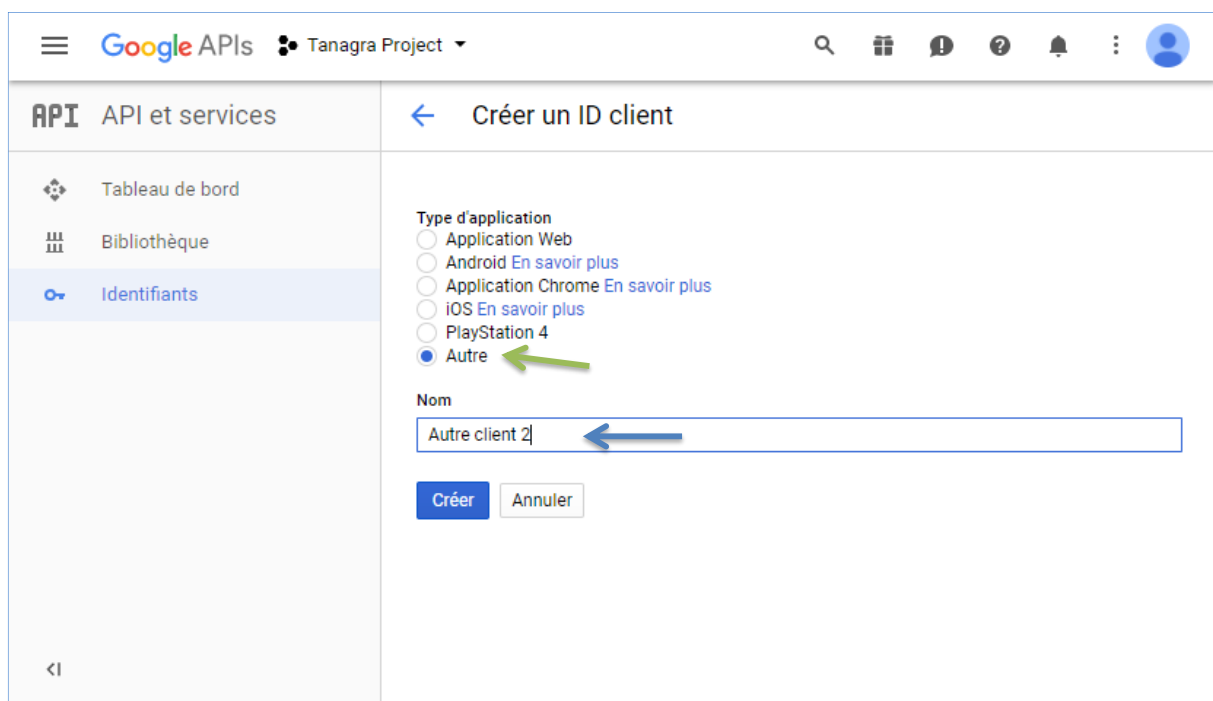 Google APIs Tanagra Project
API API et services
Créer un ID client
Tableau de bord
Bibliothèque
Identifiants
Type d'application
Application Web
Android En savoir plus
Application Chrome En savoir plus
iOS En savoir plus
PlayStation 4
Autre
Nom
Autre client 2
Créer Annuler